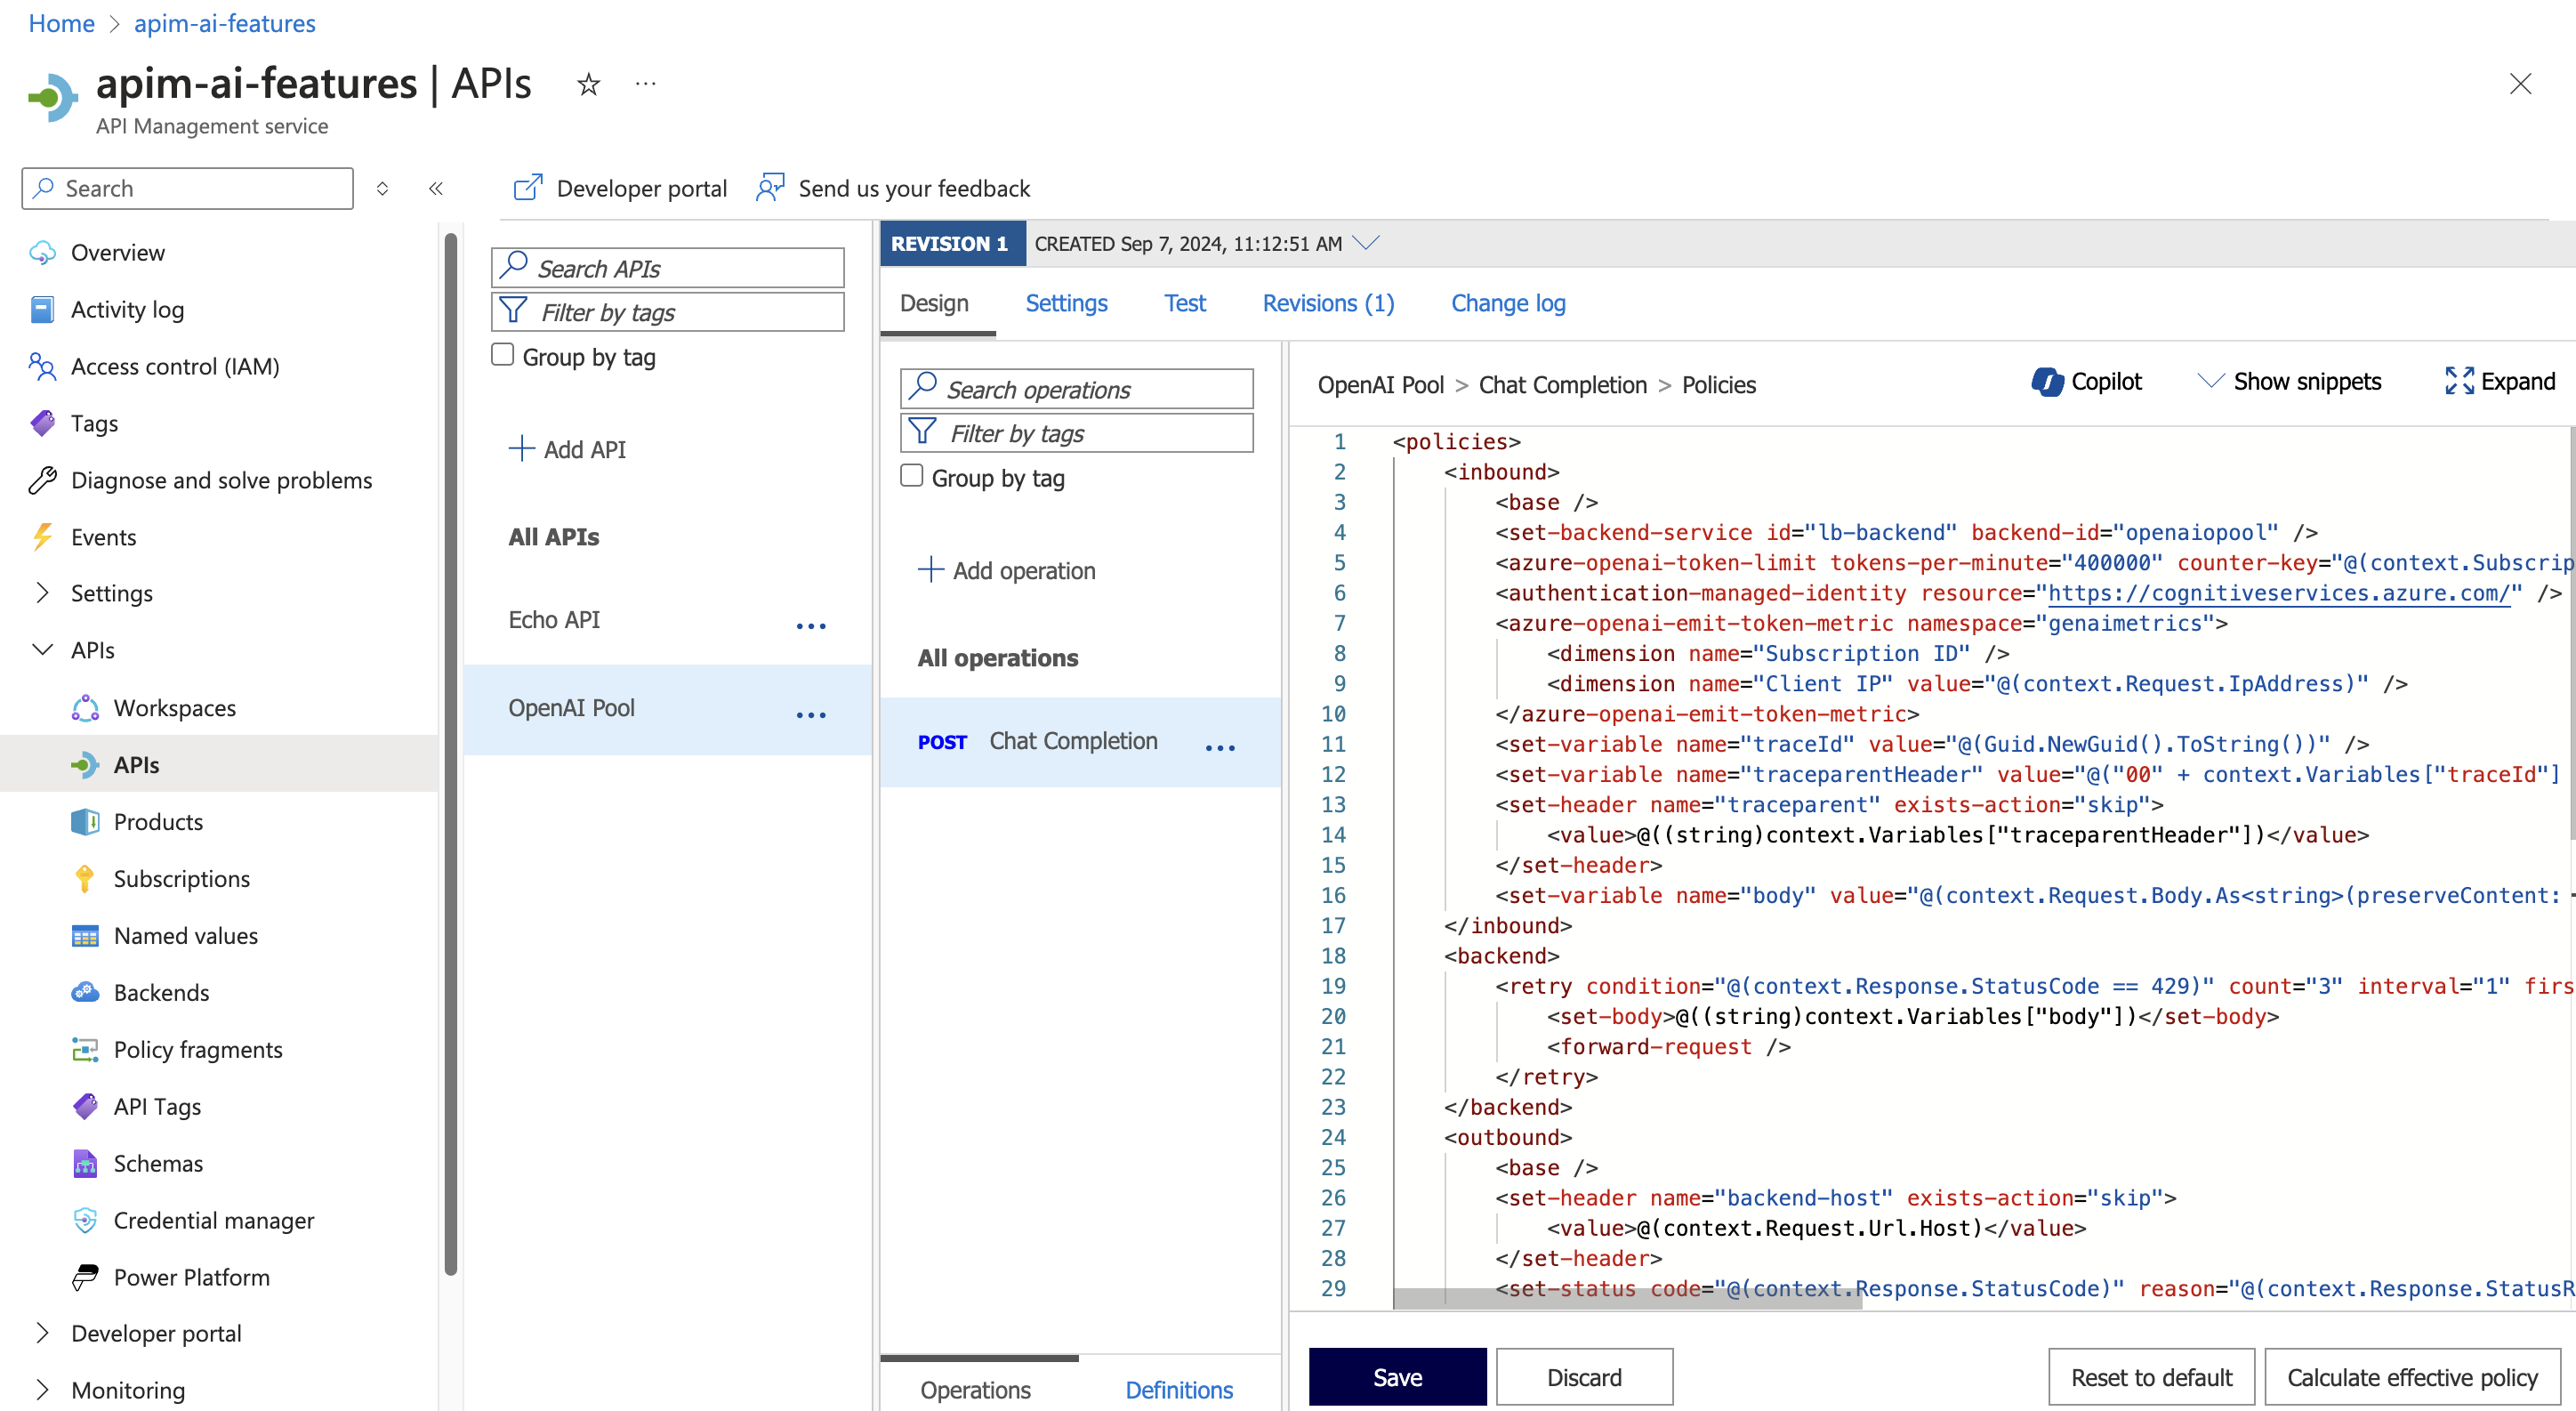 Home > apim-ai-features
apim-ai-features | APIs
API Management service
Search
Developer portal
Send us your feedback
Overview
Activity log
Access control (IAM)
Tags
Diagnose and solve problems
Events
Settings
APIs
Workspaces
APIs
Products
Subscriptions
Named values
Backends
Policy fragments
API Tags
Schemas
Credential manager
Power Platform
Developer portal
Monitoring
Search APIs
Filter by tags
Group by tag
Add API
All APIs
Echo API
OpenAI Pool
REVISION 1 CREATED Sep 7, 2024, 11:12:51 AM
Design Settings Test Revisions (1) Change log
Search operations
Filter by tags
Group by tag
Add operation
All operations
POST Chat Completion
Operations Definitions
OpenAI Pool > Chat Completion > Policies
Copilot Show snippets Expand
1 <policies>
2 <inbound>
3 <base />
4 <set-backend-service id="lb-backend" backend-id="openaiopool" />
5 <azure-openai-token-limit tokens-per-minute="400000" counter-key="@(context.Subscrip
6 <authentication-managed-identity resource="https://cognitiveservices.azure.com/" />
7 <azure-openai-emit-token-metric namespace="genaimetrics">
8 <dimension name="Subscription ID" />
9 <dimension name="Client IP" value="@(context.Request.IpAddress)" />
10 </azure-openai-emit-token-metric>
11 <set-variable name="traceId" value="@(Guid.NewGuid().ToString())" />
12 <set-variable name="traceparentHeader" value="@("00" + context.Variables["traceId"]
13 <set-header name="traceparent" exists-action="skip">
14 <value>@((string)context.Variables["traceparentHeader"])</value>
15 </set-header>
16 <set-variable name="body" value="@(context.Request.Body.As<string>(preserveContent:
17 </inbound>
18 <backend>
19 <retry condition="@(context.Response.StatusCode == 429)" count="3" interval="1" firs
20 <set-body>@((string)context.Variables["body"])</set-body>
21 <forward-request />
22 </retry>
23 </backend>
24 <outbound>
25 <base />
26 <set-header name="backend-host" exists-action="skip">
27 <value>@(context.Request.Url.Host)</value>
28 </set-header>
29 <set-status code="@(context.Response.StatusCode)" reason="@(context.Response.StatusR
Save Discard Reset to default Calculate effective policy